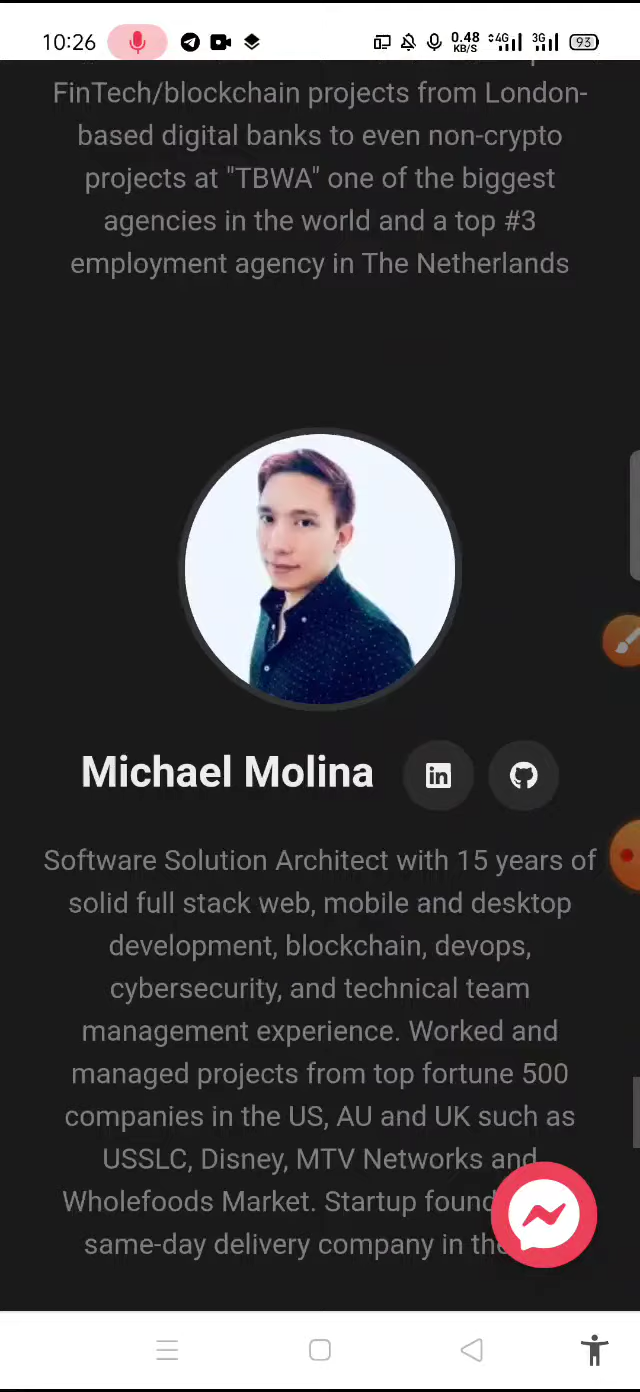 10:26 0.48 KB/S 4G 3G 93
FinTech/blockchain projects from London-
based digital banks to even non-crypto
projects at "TBWA" one of the biggest
agencies in the world and a top #3
employment agency in The Netherlands
Michael Molina in
Software Solution Architect with 15 years of
solid full stack web, mobile and desktop
development, blockchain, devops,
cybersecurity, and technical team
management experience. Worked and
managed projects from top fortune 500
companies in the US, AU and UK such as
USSLC, Disney, MTV Networks and
Wholefoods Market. Startup found
same-day delivery company in the